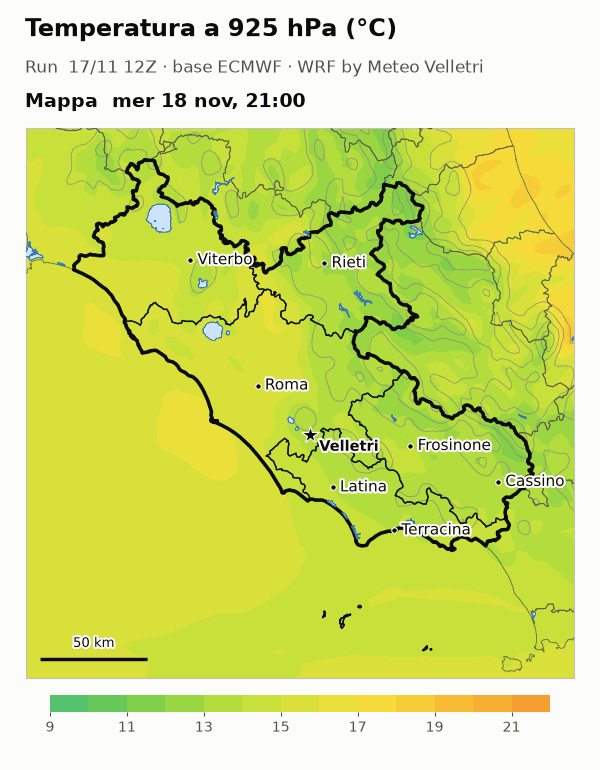 Temperatura a 925 hPa (°C)
Run  17/11 12Z · base ECMWF · WRF by Meteo Velletri
Mappa  mer 18 nov, 21:00
Viterbo
Rieti
Roma
Velletri
Frosinone
Latina
Cassino
Terracina
50 km
9 11 13 15 17 19 21